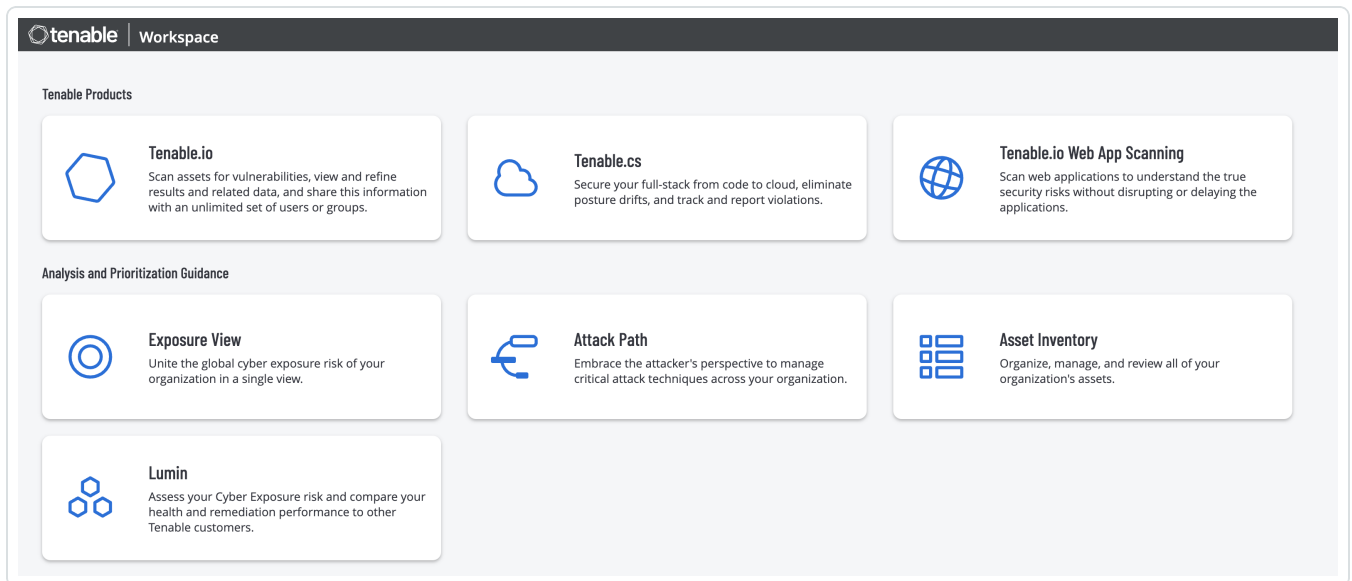 tenable | Workspace
Tenable Products
Tenable.io
Scan assets for vulnerabilities, view and refine
results and related data, and share this information
with an unlimited set of users or groups.
Tenable.cs
Secure your full-stack from code to cloud, eliminate
posture drifts, and track and report violations.
Tenable.io Web App Scanning
Scan web applications to understand the true
security risks without disrupting or delaying the
applications.
Analysis and Prioritization Guidance
Exposure View
Unite the global cyber exposure risk of your
organization in a single view.
Attack Path
Embrace the attacker's perspective to manage
critical attack techniques across your organization.
Asset Inventory
Organize, manage, and review all of your
organization's assets.
Lumin
Assess your Cyber Exposure risk and compare your
health and remediation performance to other
Tenable customers.